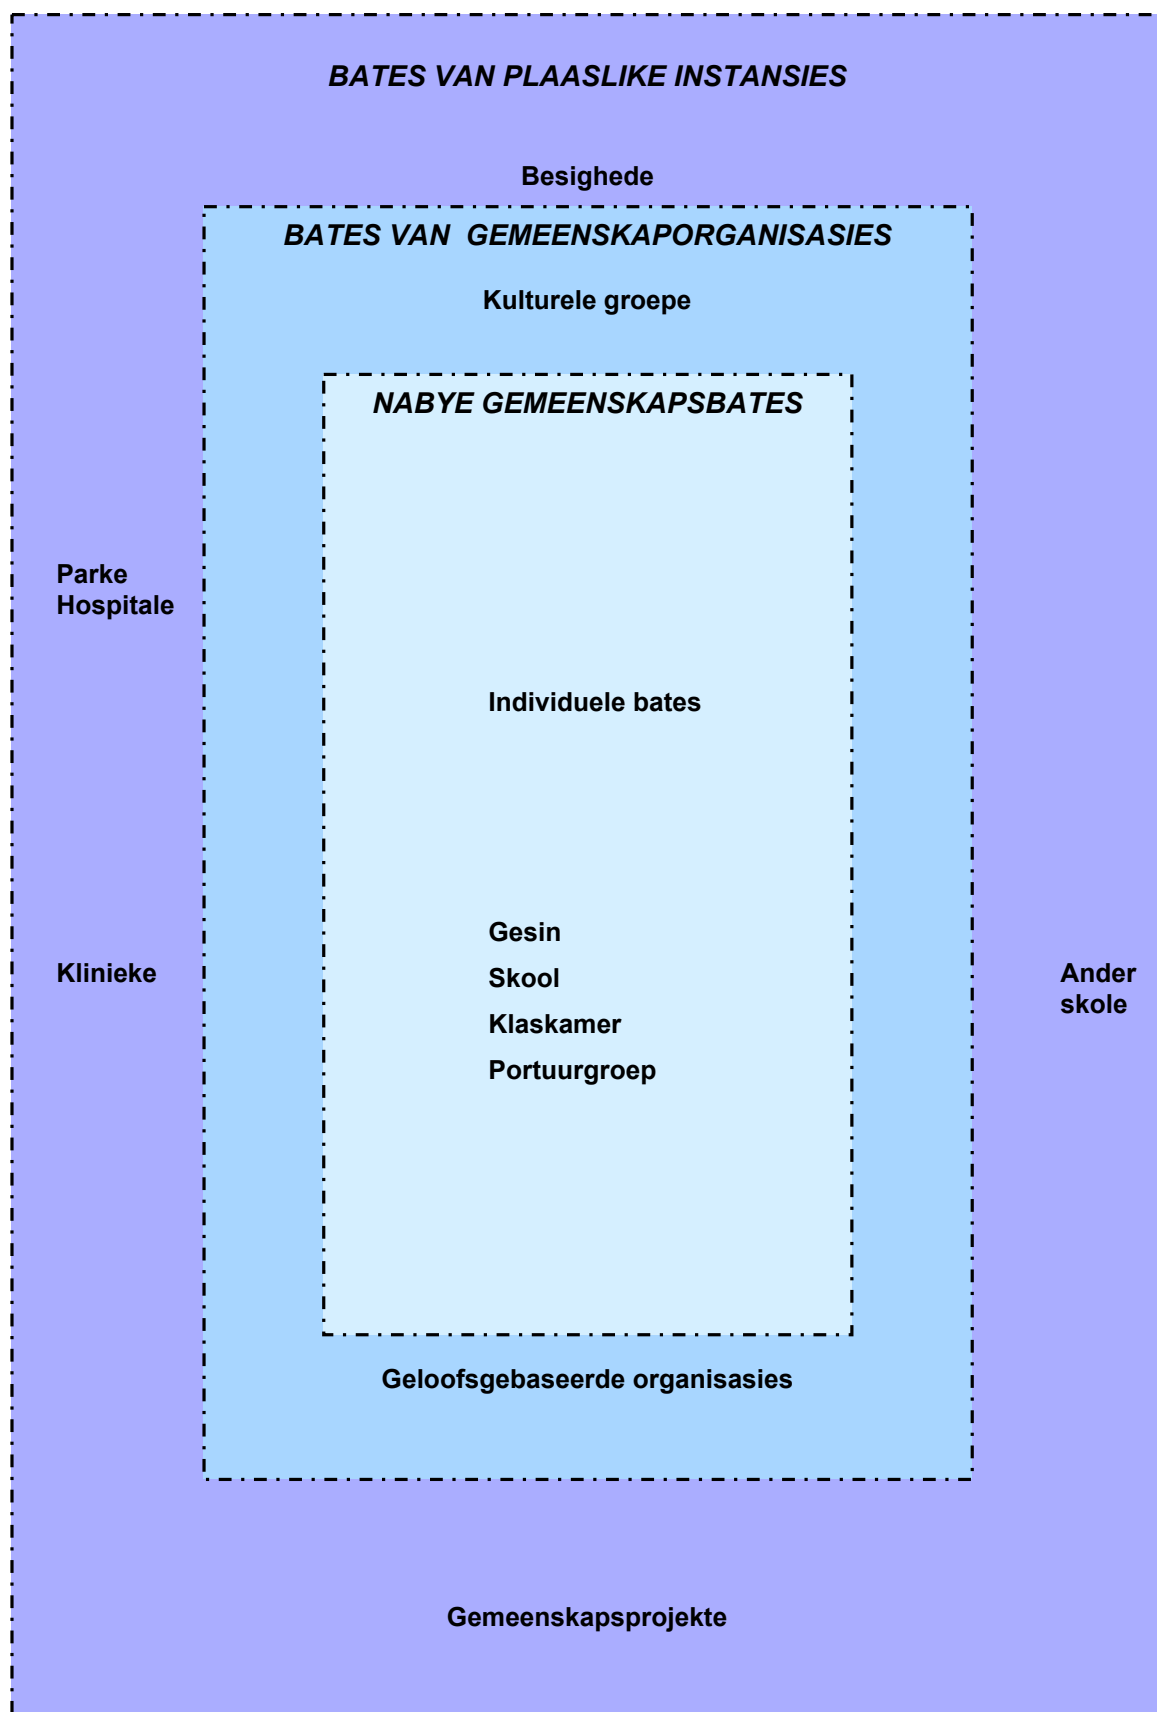 BATES VAN PLAASLIKE INSTANSIES
Besighede
BATES VAN GEMEENSKAPORGANISASIES
Kulturele groepe
NABYE GEMEENSKAPSBATES
Parke
Hospitale
Individuele bates
Gesin
Skool
Klaskamer
Portuurgroep
Klinieke
Ander
skole
Geloofsgebaseerde organisasies
Gemeenskapsprojekte